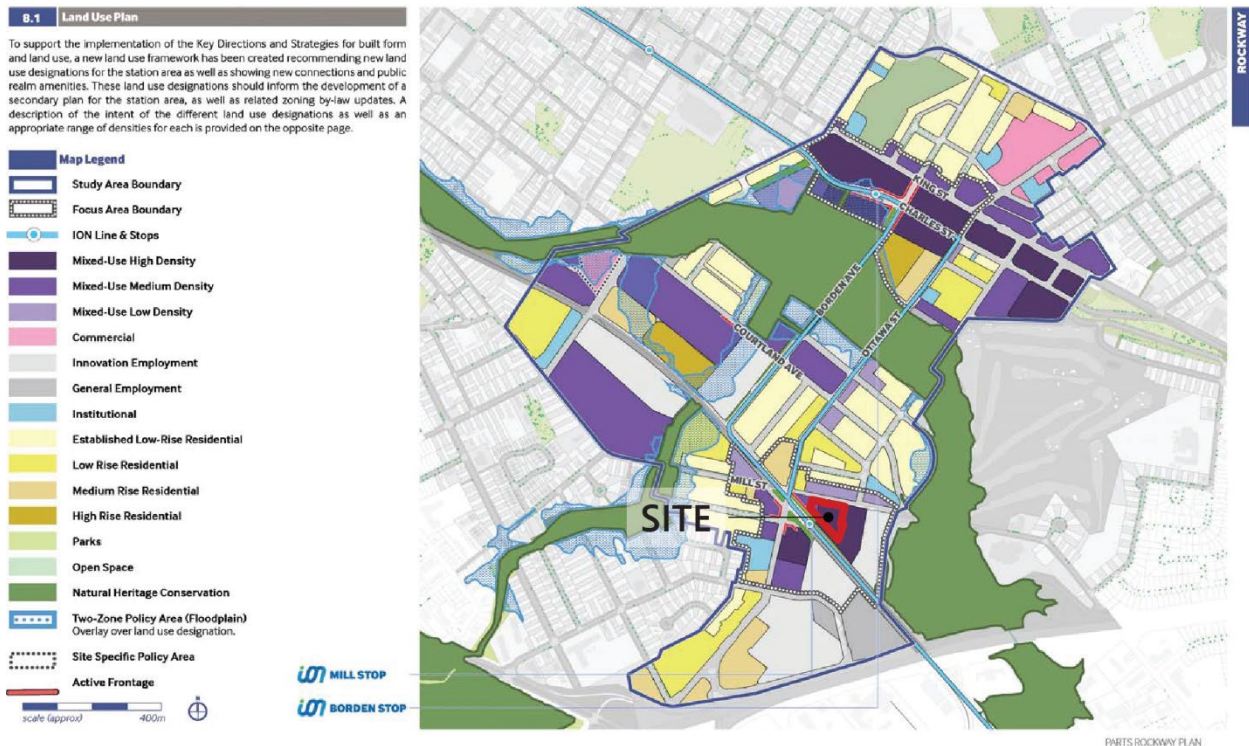 8.1 Land Use Plan
To support the implementation of the Key Directions and Strategies for built form
and land use, a new land use framework has been created recommending new land
use designations for the station area as well as showing new connections and public
realm amenities. These land use designations should inform the development of a
secondary plan for the station area, as well as related zoning by-law updates. A
description of the intent of the different land use designations as well as an
appropriate range of densities for each is provided on the opposite page.
Map Legend
Study Area Boundary
Focus Area Boundary
ION Line & Stops
Mixed-Use High Density
Mixed-Use Medium Density
Mixed-Use Low Density
Commercial
Innovation Employment
General Employment
Institutional
Established Low-Rise Residential
Low Rise Residential
Medium Rise Residential
High Rise Residential
Parks
Open Space
Natural Heritage Conservation
Two-Zone Policy Area (Floodplain)
Overlay over land use designation.
Site Specific Policy Area
Active Frontage
scale (approx) 400m
N
ion MILL STOP
ion BORDEN STOP
KING ST
CHARLES ST
BORDEN AVE
OTTAWA ST
COURTLAND AVE
MILL ST
SITE
ROCKWAY
PARTS ROCKWAY PLAN